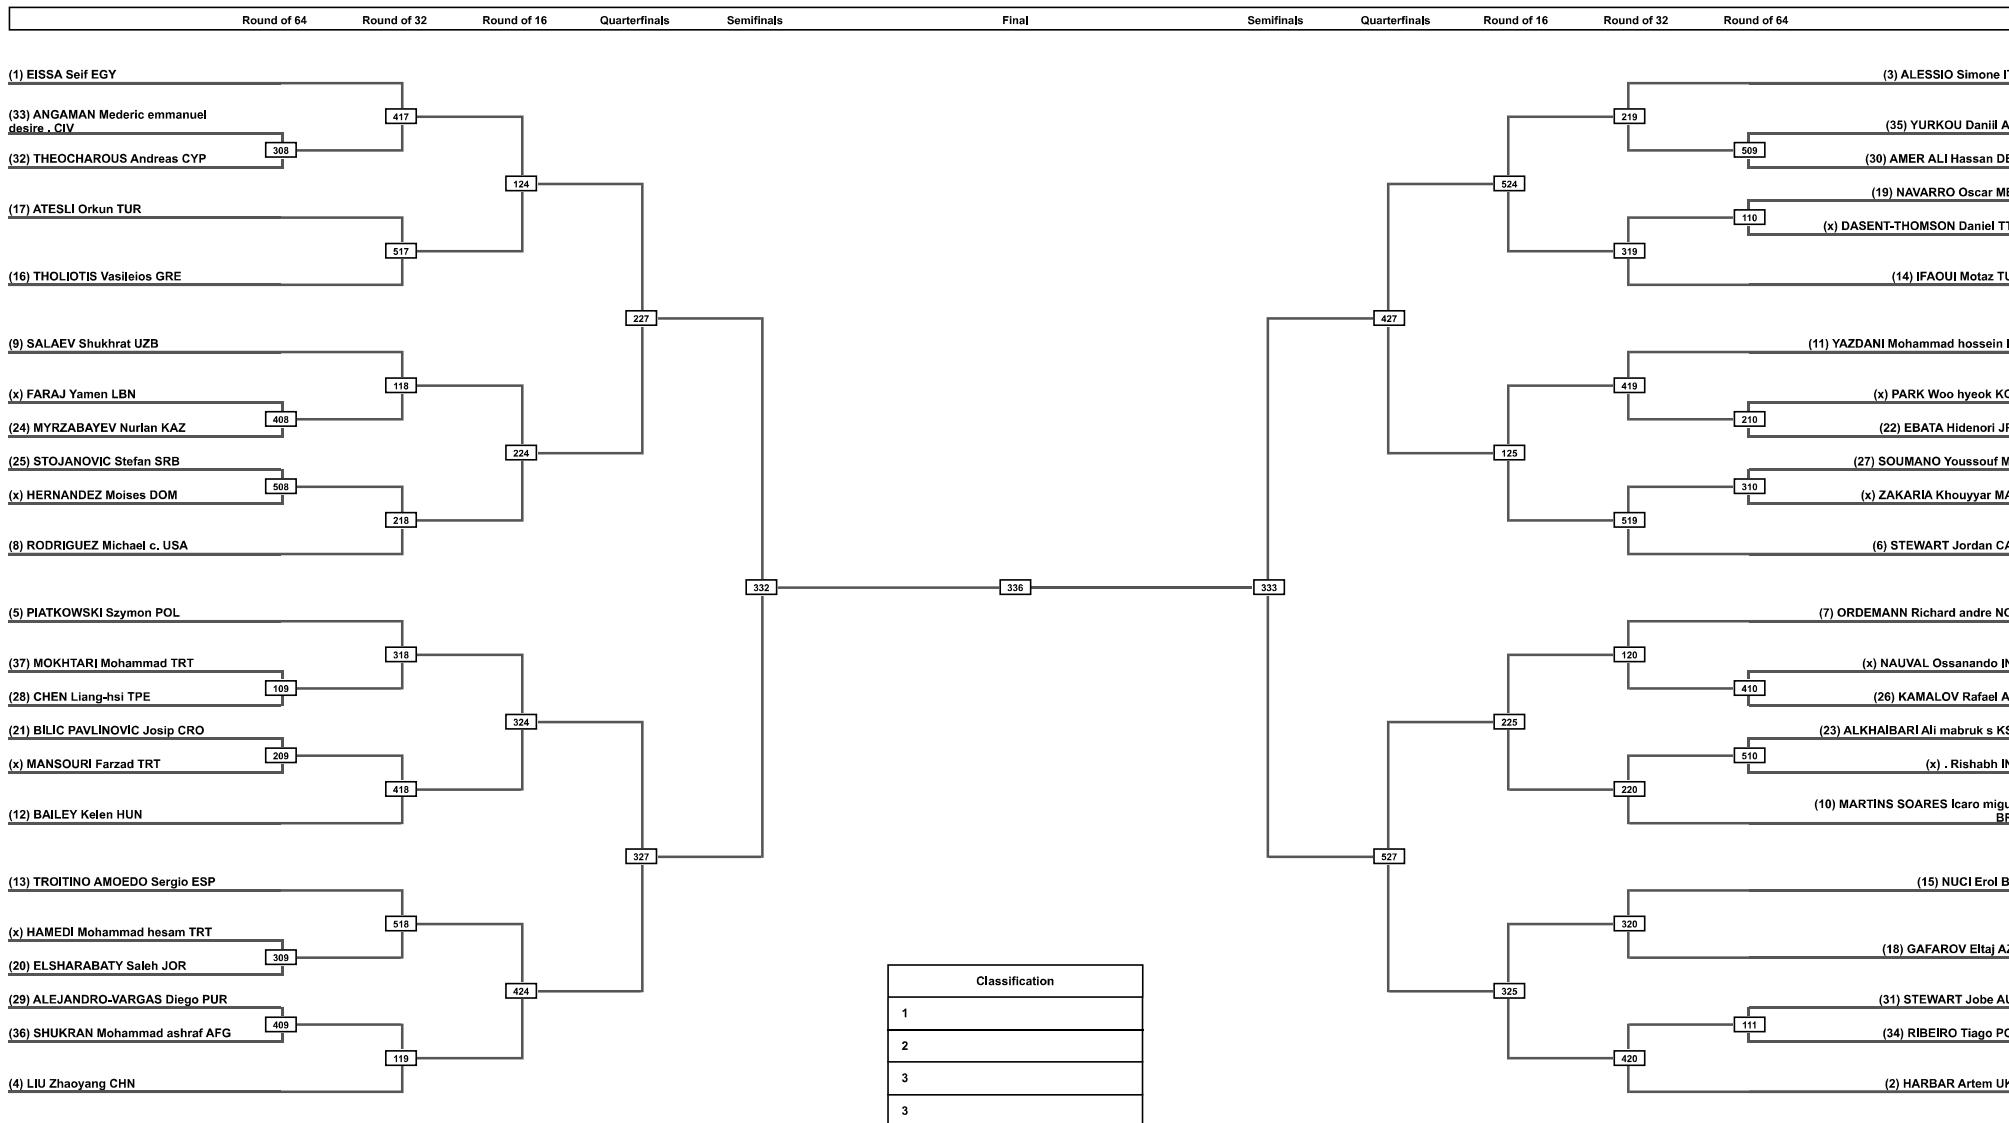 Round of 64 Round of 32 Round of 16 Quarterfinals Semifinals Final Semifinals Quarterfinals Round of 16 Round of 32 Round of 64
(1) EISSA Seif EGY
(33) ANGAMAN Mederic emmanuel
desire . CIV
(32) THEOCHAROUS Andreas CYP
(17) ATESLI Orkun TUR
(16) THOLIOTIS Vasileios GRE
(9) SALAEV Shukhrat UZB
(x) FARAJ Yamen LBN
(24) MYRZABAYEV Nurlan KAZ
(25) STOJANOVIC Stefan SRB
(x) HERNANDEZ Moises DOM
(8) RODRIGUEZ Michael c. USA
(5) PIATKOWSKI Szymon POL
(37) MOKHTARI Mohammad TRT
(28) CHEN Liang-hsi TPE
(21) BILIC PAVLINOVIC Josip CRO
(x) MANSOURI Farzad TRT
(12) BAILEY Kelen HUN
(13) TROITINO AMOEDO Sergio ESP
(x) HAMEDI Mohammad hesam TRT
(20) ELSHARABATY Saleh JOR
(29) ALEJANDRO-VARGAS Diego PUR
(36) SHUKRAN Mohammad ashraf AFG
(4) LIU Zhaoyang CHN
308
408
508
109
209
309
409
417
517
118
218
318
418
518
119
124
224
324
424
227
327
332
336
333
427
527
524
125
225
325
219
319
419
519
120
220
320
420
509
110
210
310
410
510
111
(3) ALESSIO Simone
(35) YURKOU Daniil
(30) AMER ALI Hassan
(19) NAVARRO Oscar
(x) DASENT-THOMSON Daniel
(14) IFAOUI Motaz
(11) YAZDANI Mohammad hossein
(x) PARK Woo hyeok
(22) EBATA Hidenori
(27) SOUMANO Youssouf
(x) ZAKARIA Khouyyar
(6) STEWART Jordan
(7) ORDEMANN Richard andre
(x) NAUVAL Ossanando
(26) KAMALOV Rafael
(23) ALKHAIBARI Ali mabruk s
(x) . Rishabh
(10) MARTINS SOARES Icaro
(15) NUCI Erol
(18) GAFAROV Eltaj
(31) STEWART Jobe
(34) RIBEIRO Tiago
(2) HARBAR Artem
Classification
1
2
3
3